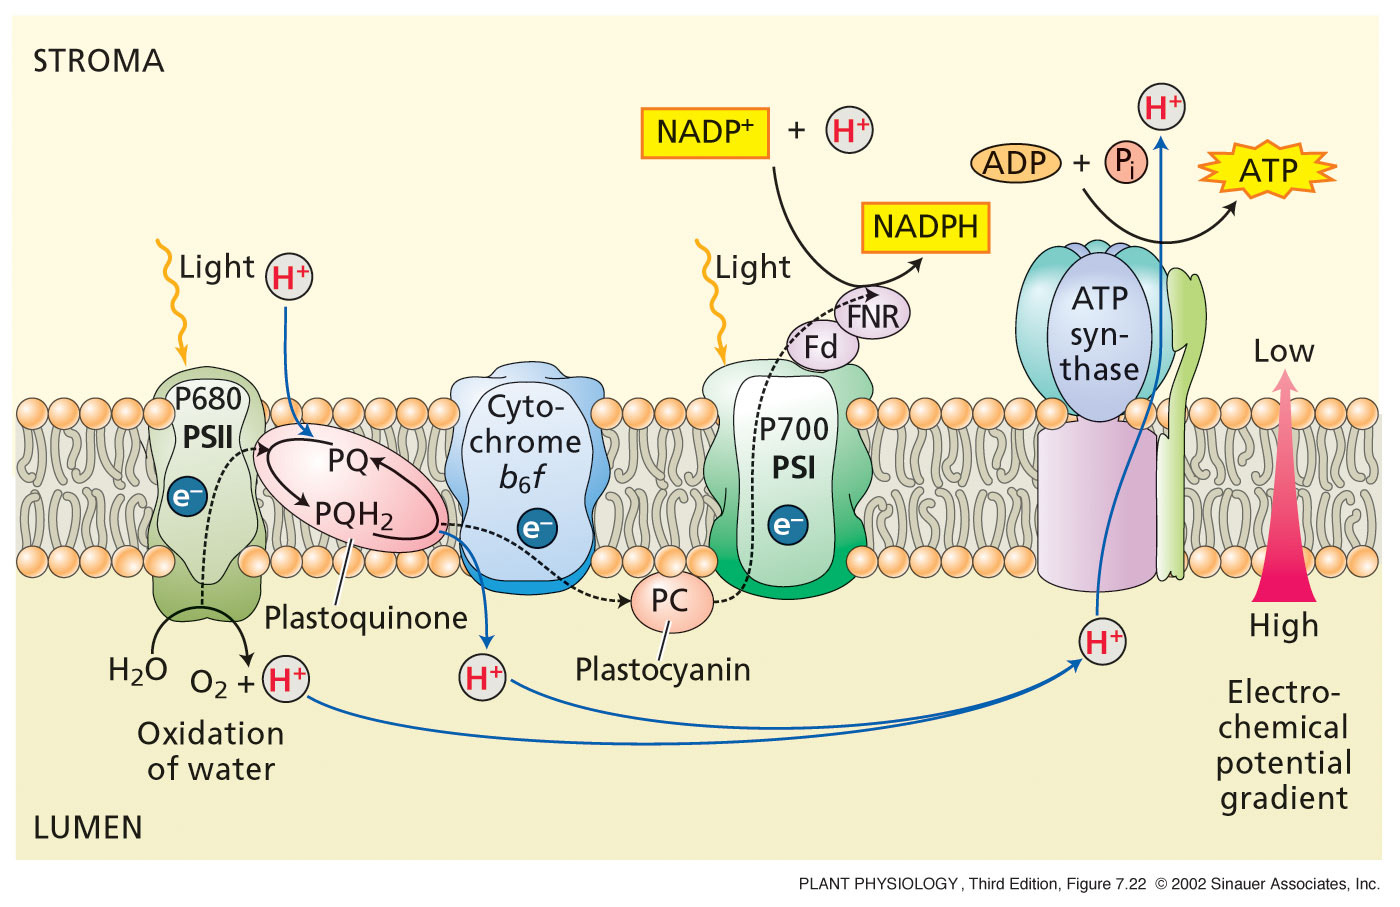 STROMA
NADP⁺ + H⁺
H⁺
ADP + Pᵢ
ATP
NADPH
Light
H⁺
Light
FNR
Fd
ATP
syn-
thase
Low
P680
PSII
e⁻
PQ
PQH₂
Cyto-
chrome
b₆f
e⁻
P700
PSI
e⁻
Plastoquinone
PC
Plastocyanin
H₂O
O₂ + H⁺
H⁺
H⁺
Oxidation
of water
High
Electro-
chemical
potential
gradient
LUMEN
PLANT PHYSIOLOGY, Third Edition, Figure 7.22 © 2002 Sinauer Associates, Inc.